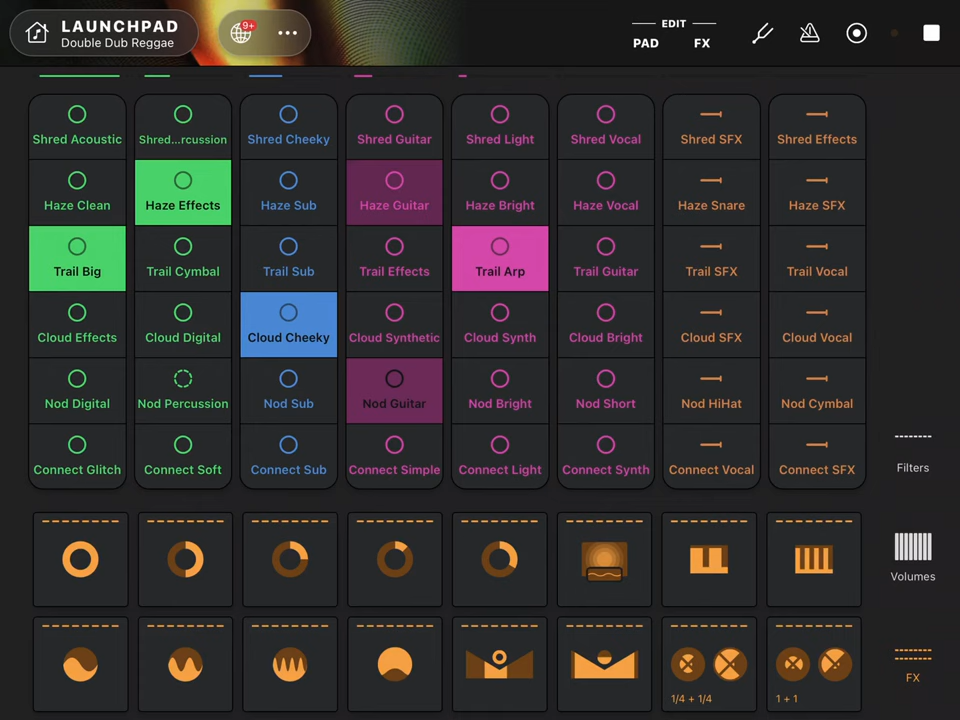 LAUNCHPAD
Double Dub Reggae
9+
EDIT
PAD FX
Shred Acoustic Shred...rcussion Shred Cheeky Shred Guitar Shred Light Shred Vocal Shred SFX Shred Effects
Haze Clean Haze Effects Haze Sub Haze Guitar Haze Bright Haze Vocal Haze Snare Haze SFX
Trail Big Trail Cymbal Trail Sub Trail Effects Trail Arp Trail Guitar Trail SFX Trail Vocal
Cloud Effects Cloud Digital Cloud Cheeky Cloud Synthetic Cloud Synth Cloud Bright Cloud SFX Cloud Vocal
Nod Digital Nod Percussion Nod Sub Nod Guitar Nod Bright Nod Short Nod HiHat Nod Cymbal
Connect Glitch Connect Soft Connect Sub Connect Simple Connect Light Connect Synth Connect Vocal Connect SFX
Filters
Volumes
FX
1/4 + 1/4 1 + 1